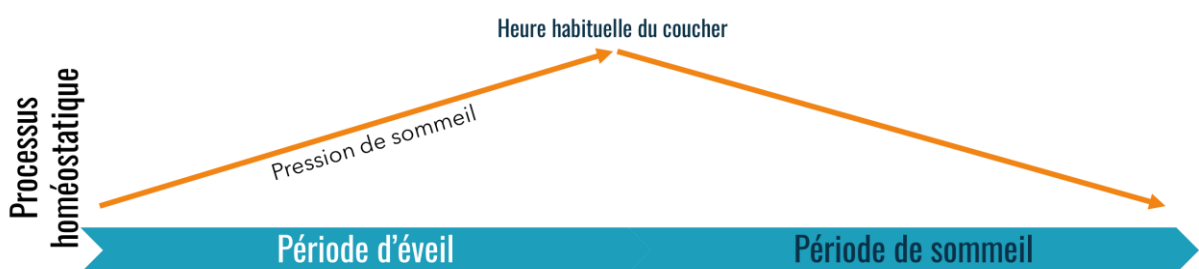 Heure habituelle du coucher
Processus
homéostatique
Pression de sommeil
Période d'éveil
Période de sommeil